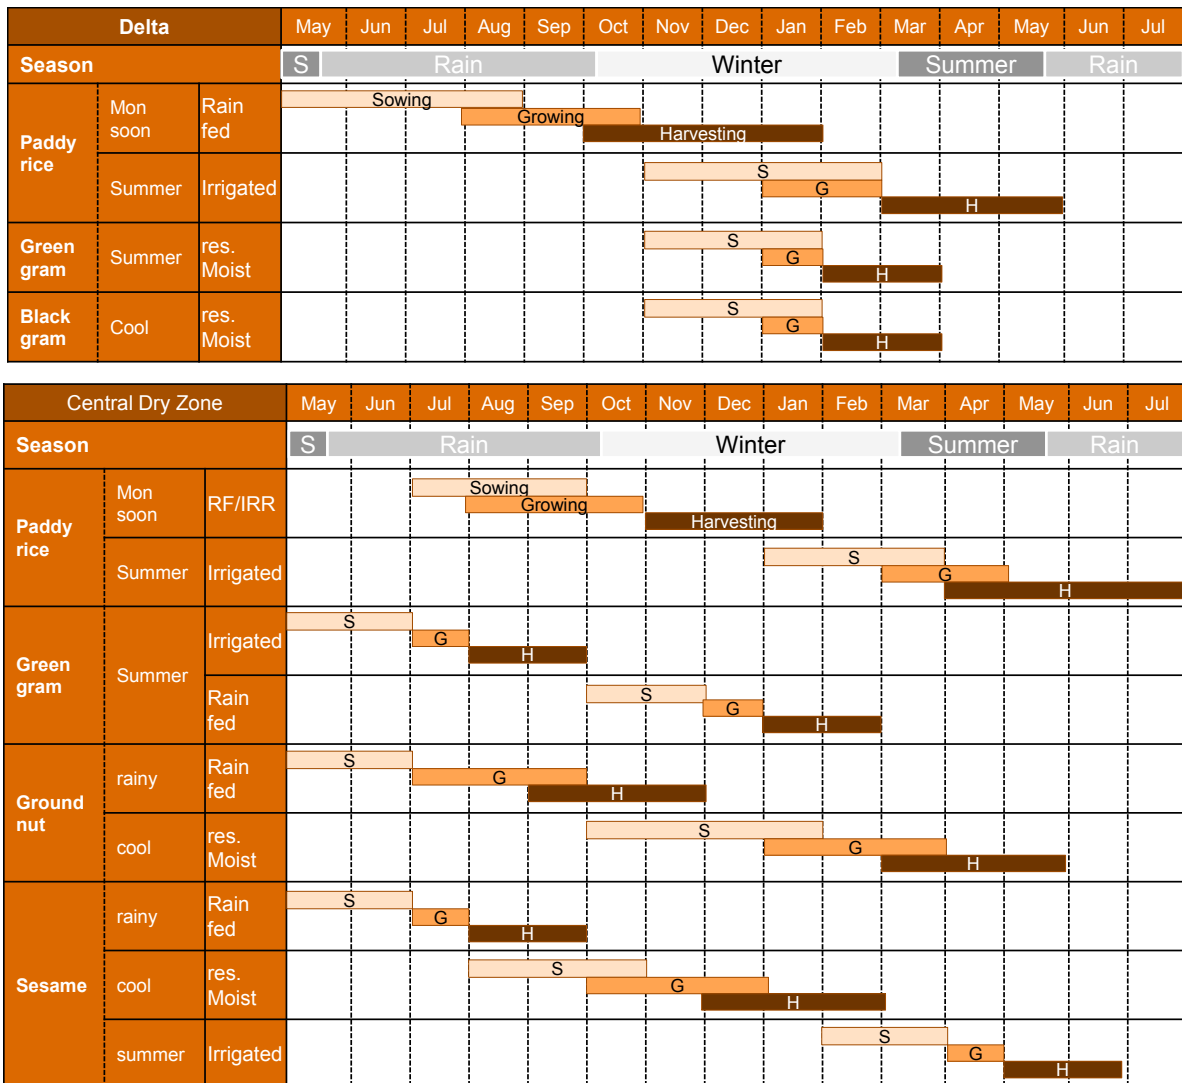 Delta May Jun Jul Aug Sep Oct Nov Dec Jan Feb Mar Apr May Jun Jul
Season S Rain Winter Summer Rain
Paddy
rice
Mon
soon
Rain
fed
Sowing
Growing
Harvesting
Summer Irrigated
S
G
H
Green
gram
Summer
res.
Moist
S
G
H
Black
gram
Cool
res.
Moist
S
G
H
Central Dry Zone May Jun Jul Aug Sep Oct Nov Dec Jan Feb Mar Apr May Jun Jul
Season S Rain Winter Summer Rain
Paddy
rice
Mon
soon
RF/IRR
Sowing
Growing
Harvesting
Summer Irrigated
S
G
H
Green
gram
Summer
Irrigated
S
G
H
Rain
fed
S
G
H
Ground
nut
rainy
Rain
fed
S
G
H
cool
res.
Moist
S
G
H
Sesame
rainy
Rain
fed
S
G
H
cool
res.
Moist
S
G
H
summer Irrigated
S
G
H